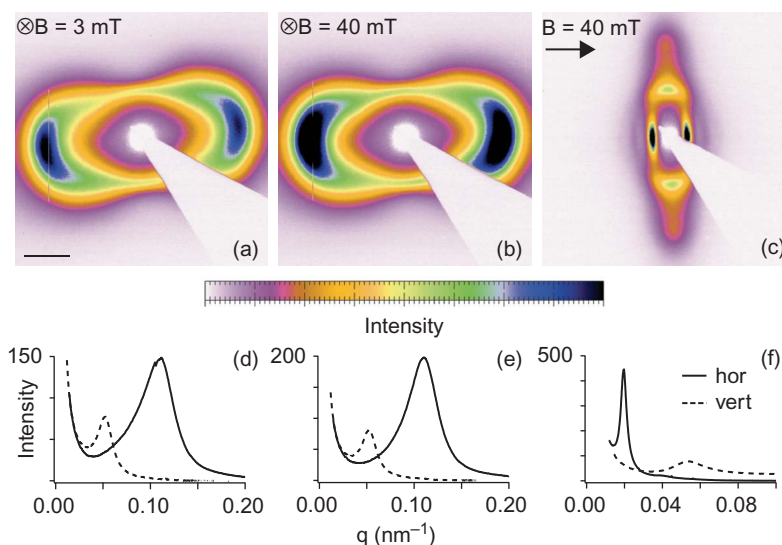 ⊗B = 3 mT
⊗B = 40 mT
B = 40 mT
(a)
(b)
(c)
Intensity
150
(d)
200
(e)
500
(f)
hor
vert
Intensity
0.00
0.10
0.20
0.00
0.10
0.20
0.00
0.04
0.08
q (nm⁻¹)